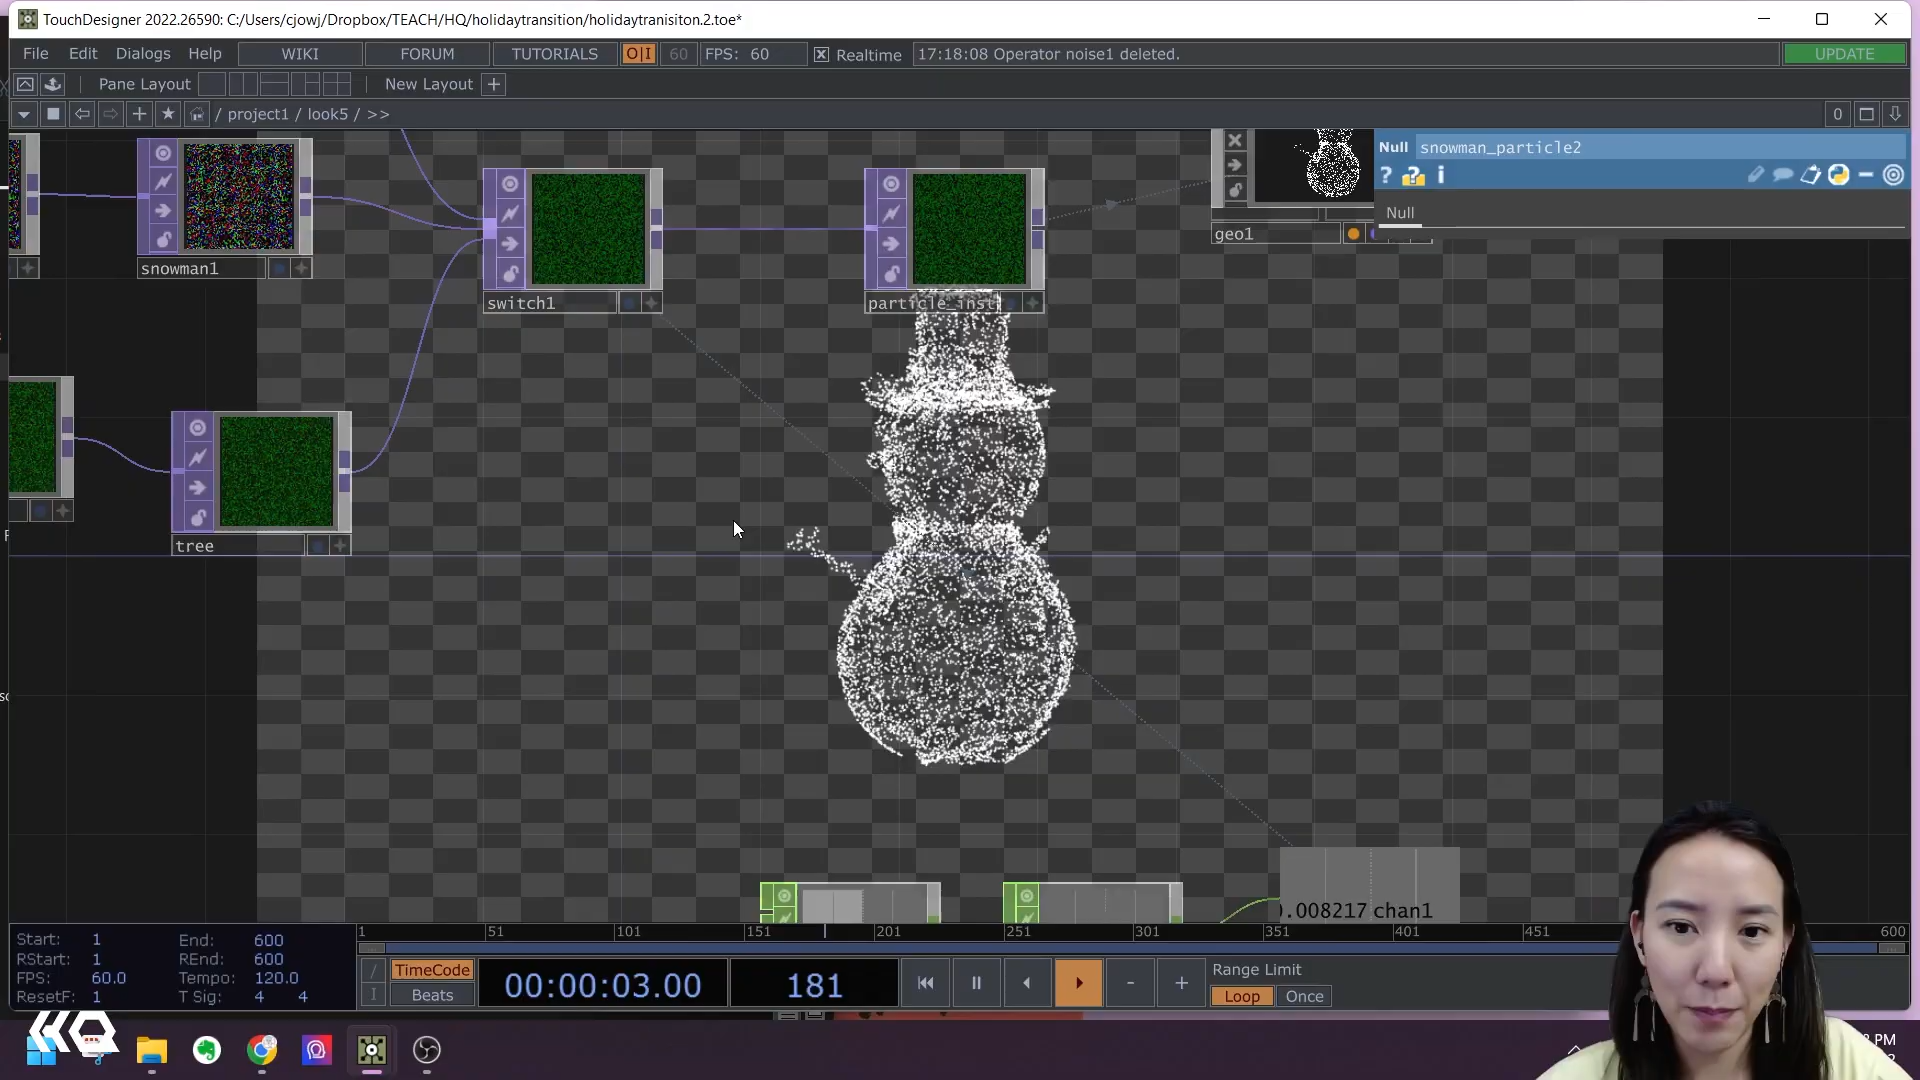 TouchDesigner 2022.26590: C:/Users/cjowj/Dropbox/TEACH/HQ/holidaytransition/holidaytranisiton.2.toe*
File Edit Dialogs Help WIKI FORUM TUTORIALS O|I 60 FPS: 60 Realtime 17:18:08 Operator noise1 deleted. UPDATE
Pane Layout New Layout +
/ project1 / look5 / >> 0
Null snowman_particle2
? i
Null
geo1
snowman1
switch1
particle_inst
tree
0.008217 chan1
1 51 101 151 201 251 301 351 401 451 600
Start: 1 End: 600
RStart: 1 REnd: 600
FPS: 60.0 Tempo: 120.0
ResetF: 1 T Sig: 4 4
TimeCode
Beats
00:00:03.00
181
- +
Range Limit
Loop Once
HQ
PM